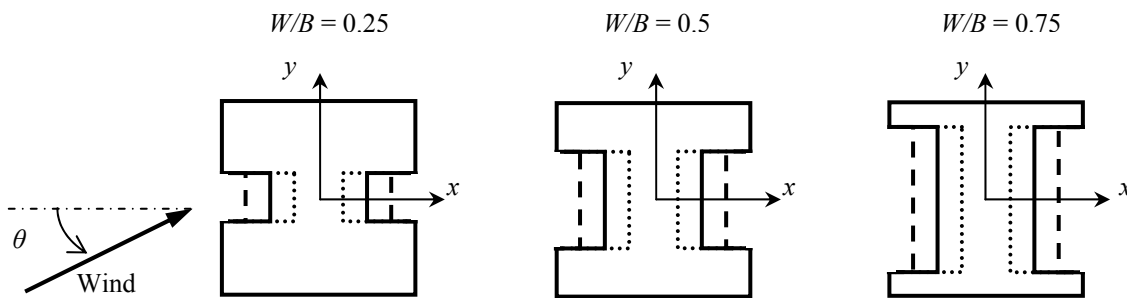 W/B = 0.25
W/B = 0.5
W/B = 0.75
y
y
y
x
x
x
θ
Wind